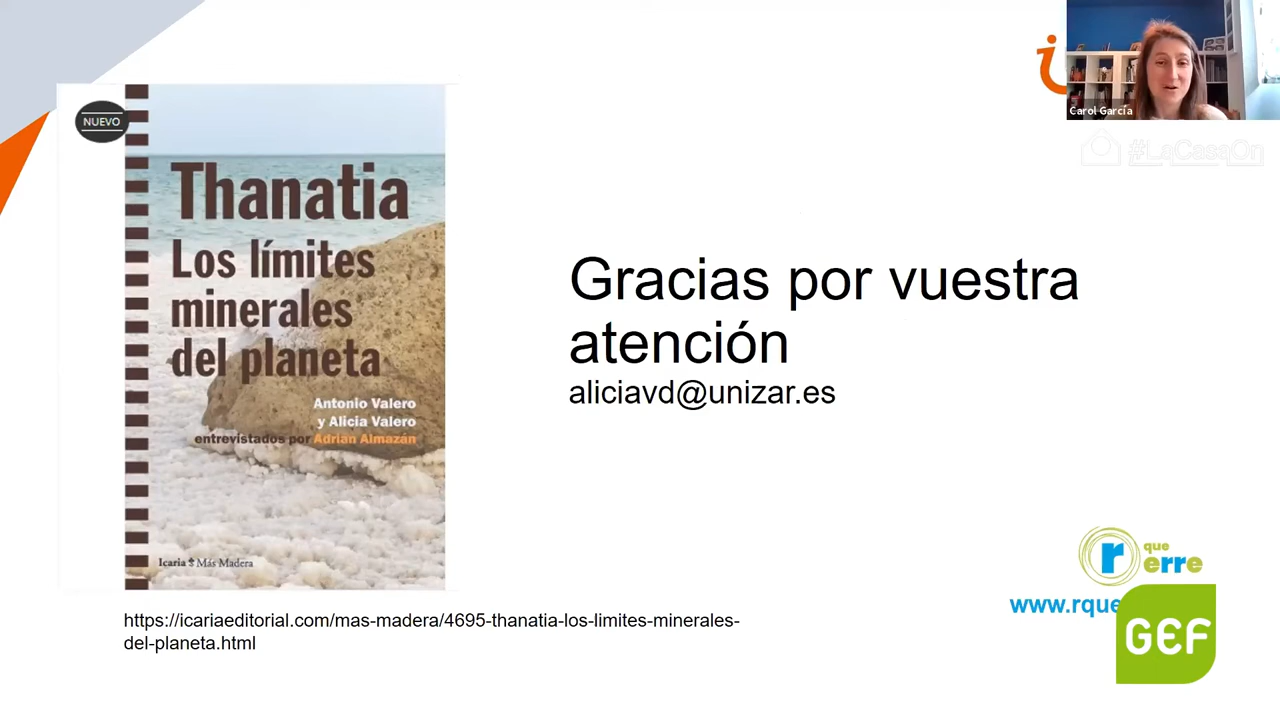 NUEVO
Thanatia
Los límites
minerales
del planeta
Antonio Valero
y Alicia Valero
entrevistados por Adrián Almazán
Icaria Más Madera
https://icariaeditorial.com/mas-madera/4695-thanatia-los-limites-minerales-
del-planeta.html
Gracias por vuestra
atención
aliciavd@unizar.es
Carol García
#LaCasaOn
r que
erre
www.rque
GEF